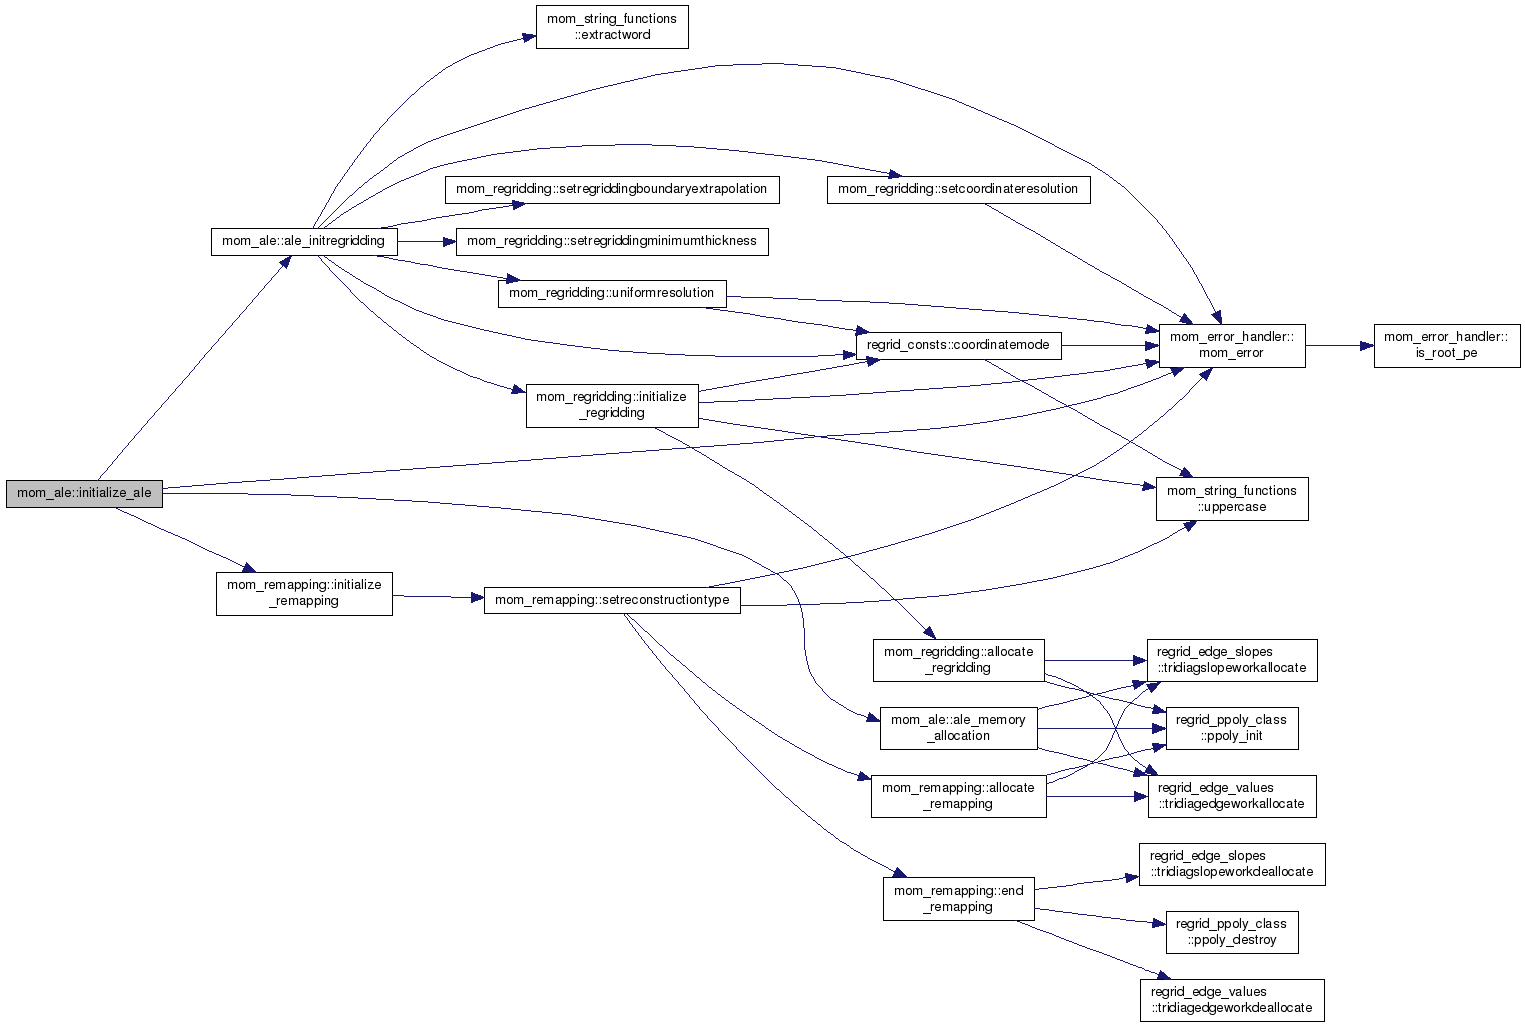 mom_string_functions
::extractword
mom_regridding::setregriddingboundaryextrapolation
mom_regridding::setcoordinateresolution
mom_ale::ale_initregridding
mom_regridding::setregriddingminimumthickness
mom_regridding::uniformresolution
regrid_consts::coordinatemode
mom_error_handler::
mom_error
mom_error_handler::
is_root_pe
mom_regridding::initialize
_regridding
mom_ale::initialize_ale
mom_string_functions
::uppercase
mom_remapping::initialize
_remapping
mom_remapping::setreconstructiontype
mom_regridding::allocate
_regridding
regrid_edge_slopes
::tridiagslopeworkallocate
mom_ale::ale_memory
_allocation
regrid_ppoly_class
::ppoly_init
mom_remapping::allocate
_remapping
regrid_edge_values
::tridiagedgeworkallocate
regrid_edge_slopes
::tridiagslopeworkdeallocate
mom_remapping::end
_remapping
regrid_ppoly_class
::ppoly_destroy
regrid_edge_values
::tridiagedgeworkdeallocate